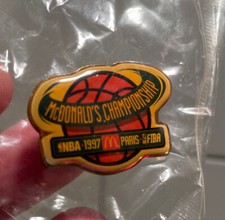 McDONALD'S CHAMPIONSHIP
NBA 1997 M PARIS FIBA